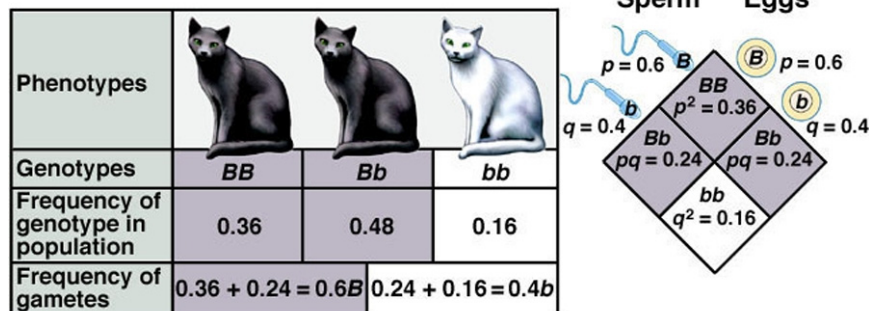 Phenotypes
Genotypes
BB
Bb
bb
Frequency of
genotype in
population
0.36
0.48
0.16
Frequency of
gametes
0.36 + 0.24 = 0.6B
0.24 + 0.16 = 0.4b
Sperm
Eggs
p = 0.6
B
B
p = 0.6
b
b
q = 0.4
q = 0.4
BB
p² = 0.36
Bb
pq = 0.24
Bb
pq = 0.24
bb
q² = 0.16